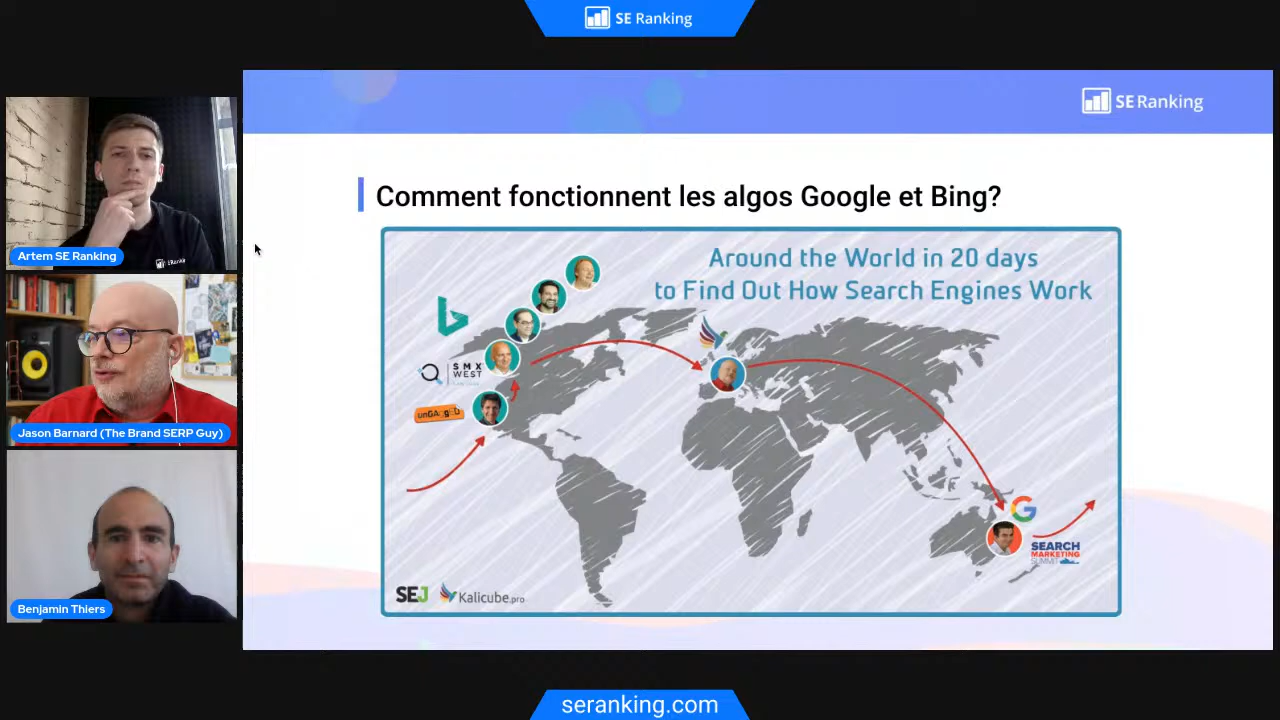 SE Ranking
SE Ranking
Comment fonctionnent les algos Google et Bing?
Around the World in 20 days
to Find Out How Search Engines Work
SMX
WEST
unGAGGED
SEARCH
MARKETING
SUMMIT
SEJ
Kalicube.pro
Artem SE Ranking
Jason Barnard (The Brand SERP Guy)
Benjamin Thiers
seranking.com